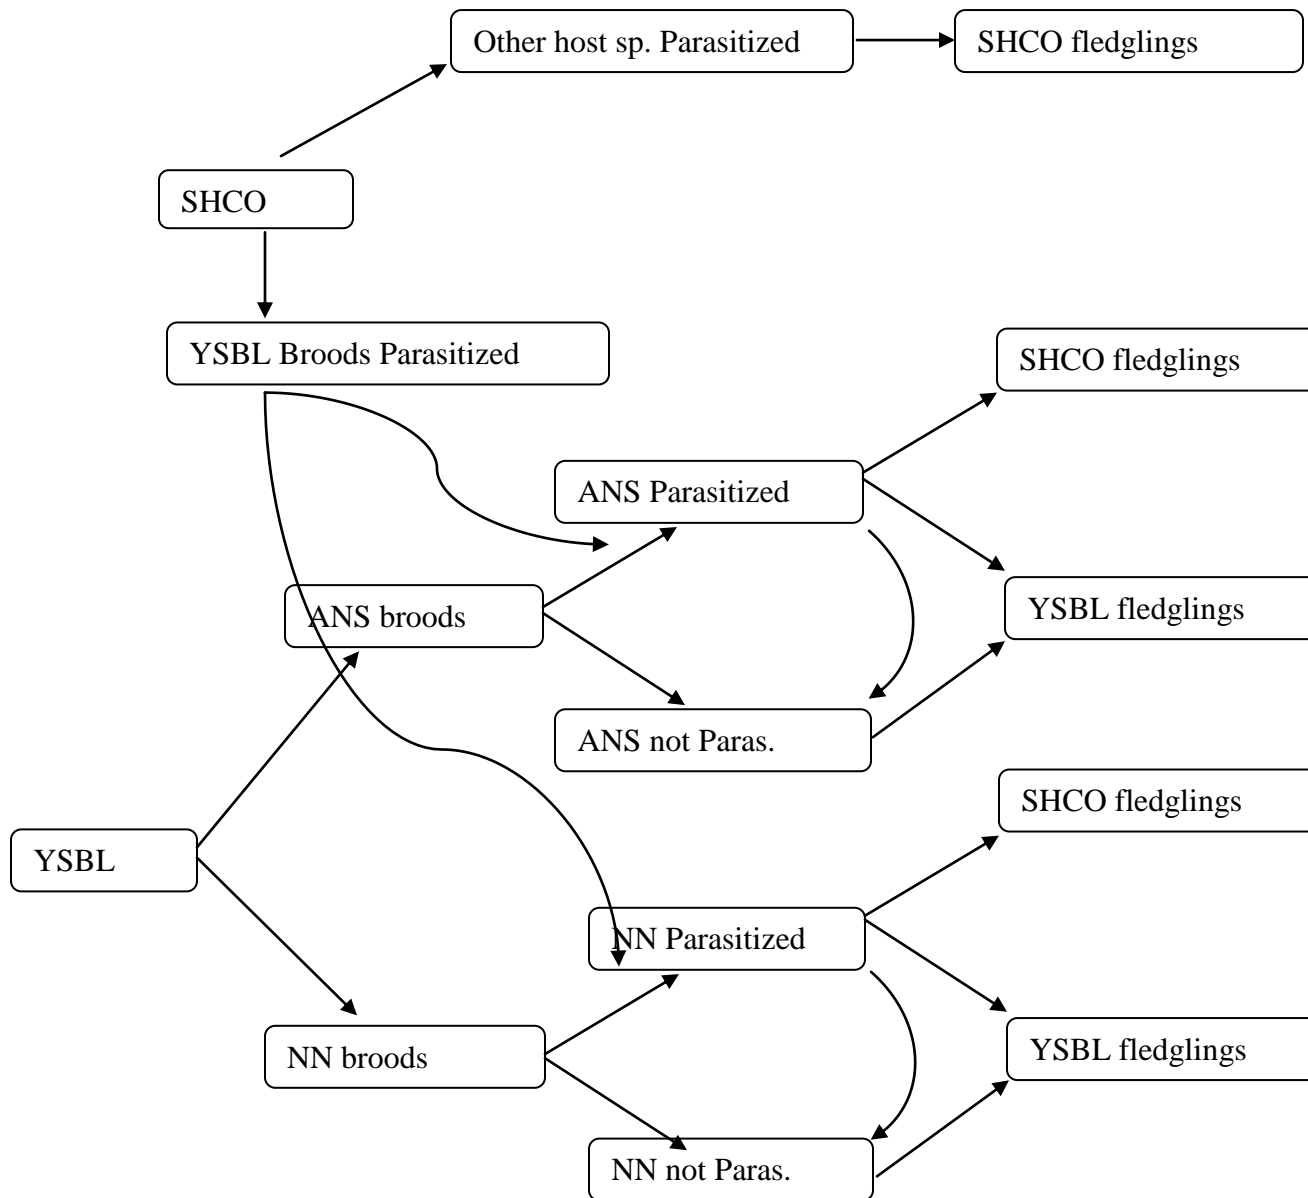 Other host sp. Parasitized
SHCO fledglings
SHCO
YSBL Broods Parasitized
SHCO fledglings
ANS Parasitized
ANS broods
YSBL fledglings
ANS not Paras.
SHCO fledglings
YSBL
NN Parasitized
NN broods
YSBL fledglings
NN not Paras.